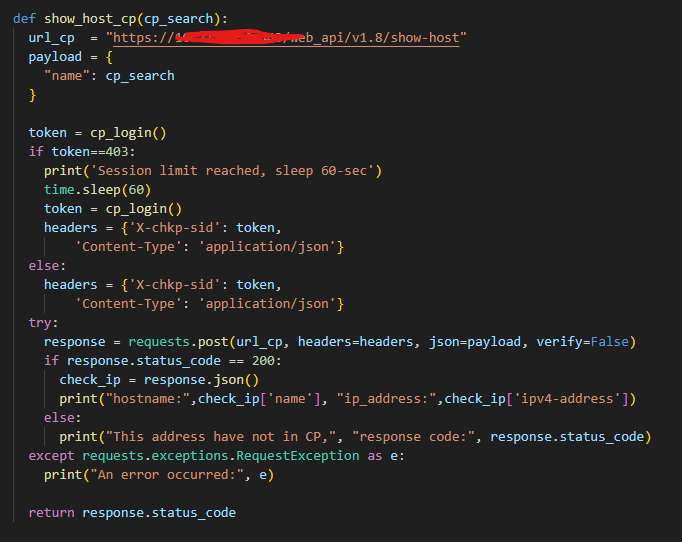 def show_host_cp(cp_search):
  url_cp  = "https://1 /web_api/v1.8/show-host"
  payload = {
    "name": cp_search
  }

  token = cp_login()
  if token==403:
    print('Session limit reached, sleep 60-sec')
    time.sleep(60)
    token = cp_login()
    headers = {'X-chkp-sid': token,
        'Content-Type': 'application/json'}
  else:
    headers = {'X-chkp-sid': token,
        'Content-Type': 'application/json'}
  try:
    response = requests.post(url_cp, headers=headers, json=payload, verify=False)
    if response.status_code == 200:
      check_ip = response.json()
      print("hostname:",check_ip['name'], "ip_address:",check_ip['ipv4-address'])
    else:
      print("This address have not in CP,", "response code:", response.status_code)
  except requests.exceptions.RequestException as e:
    print("An error occurred:", e)

  return response.status_code